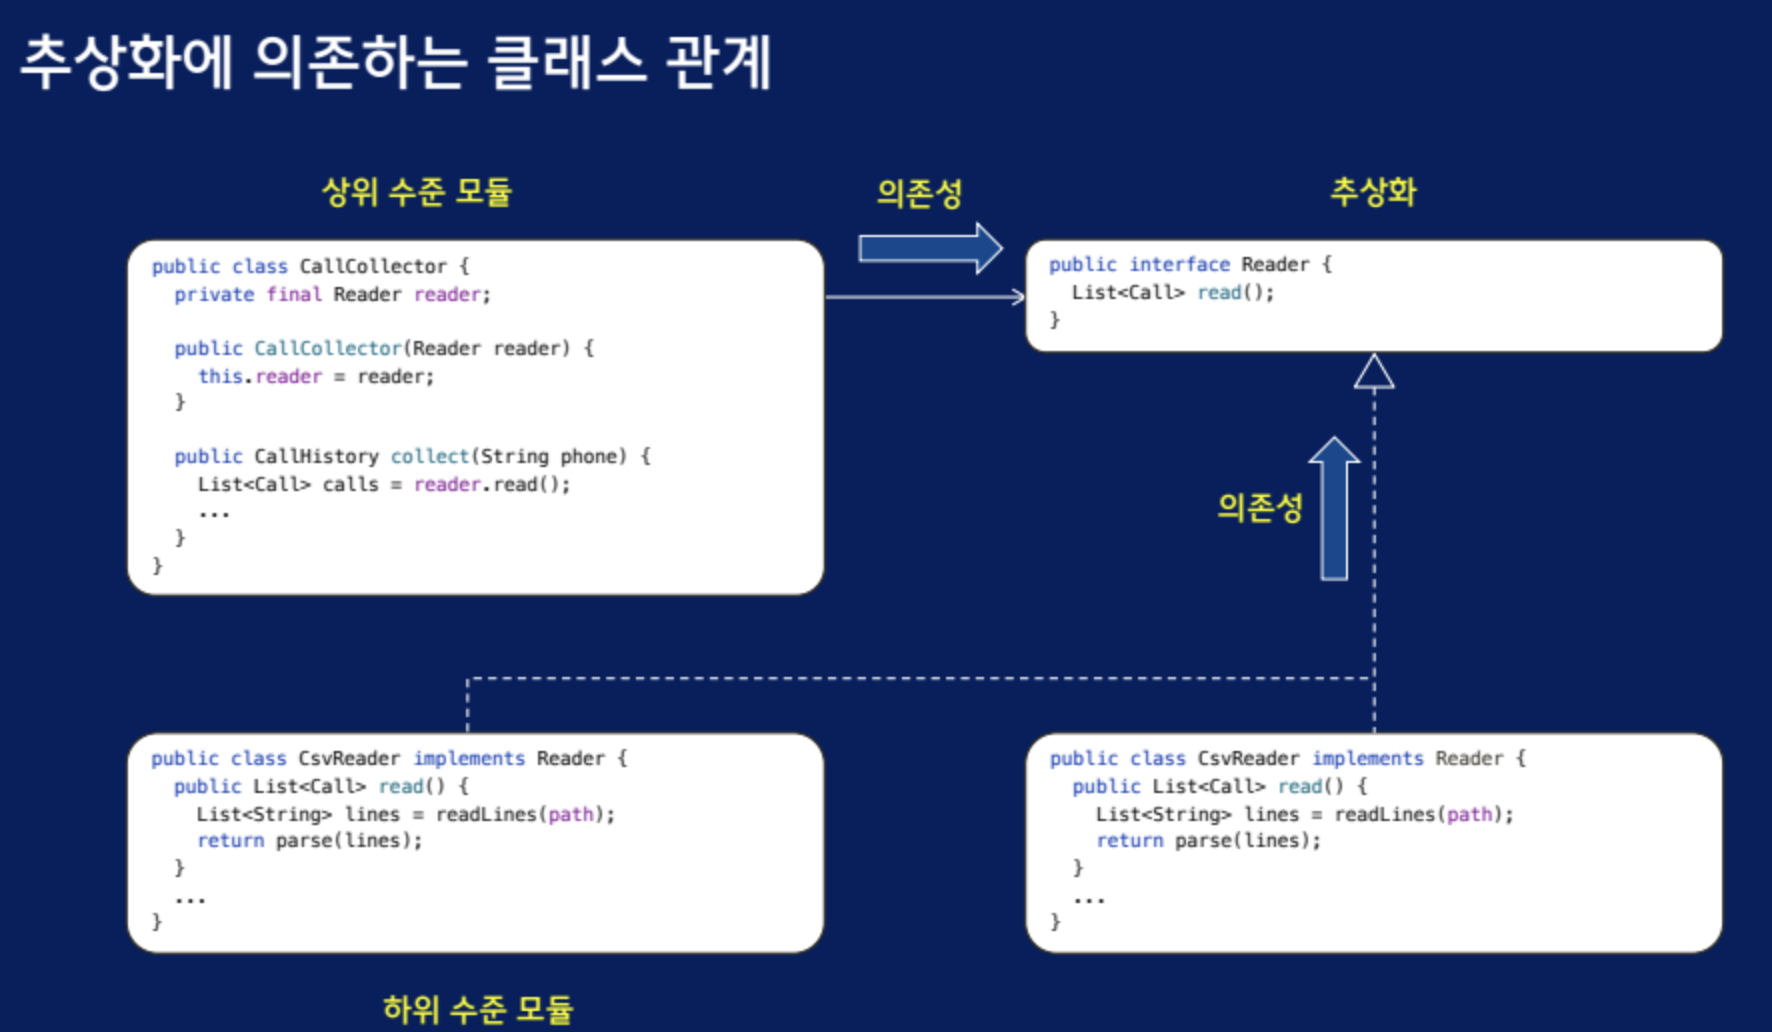 추상화에 의존하는 클래스 관계
상위 수준 모듈
public class CallCollector {
private final Reader reader;
public CallCollector(Reader reader) {
this.reader = reader;
}
public CallHistory collect(String phone) {
List<Call> calls = reader.read();
...
}
}
의존성
추상화
public interface Reader {
List<Call> read();
}
의존성
public class CsvReader implements Reader {
public List<Call> read() {
List<String> lines = readLines(path);
return parse(lines);
}
...
}
public class CsvReader implements Reader {
public List<Call> read() {
List<String> lines = readLines(path);
return parse(lines);
}
...
}
하위 수준 모듈